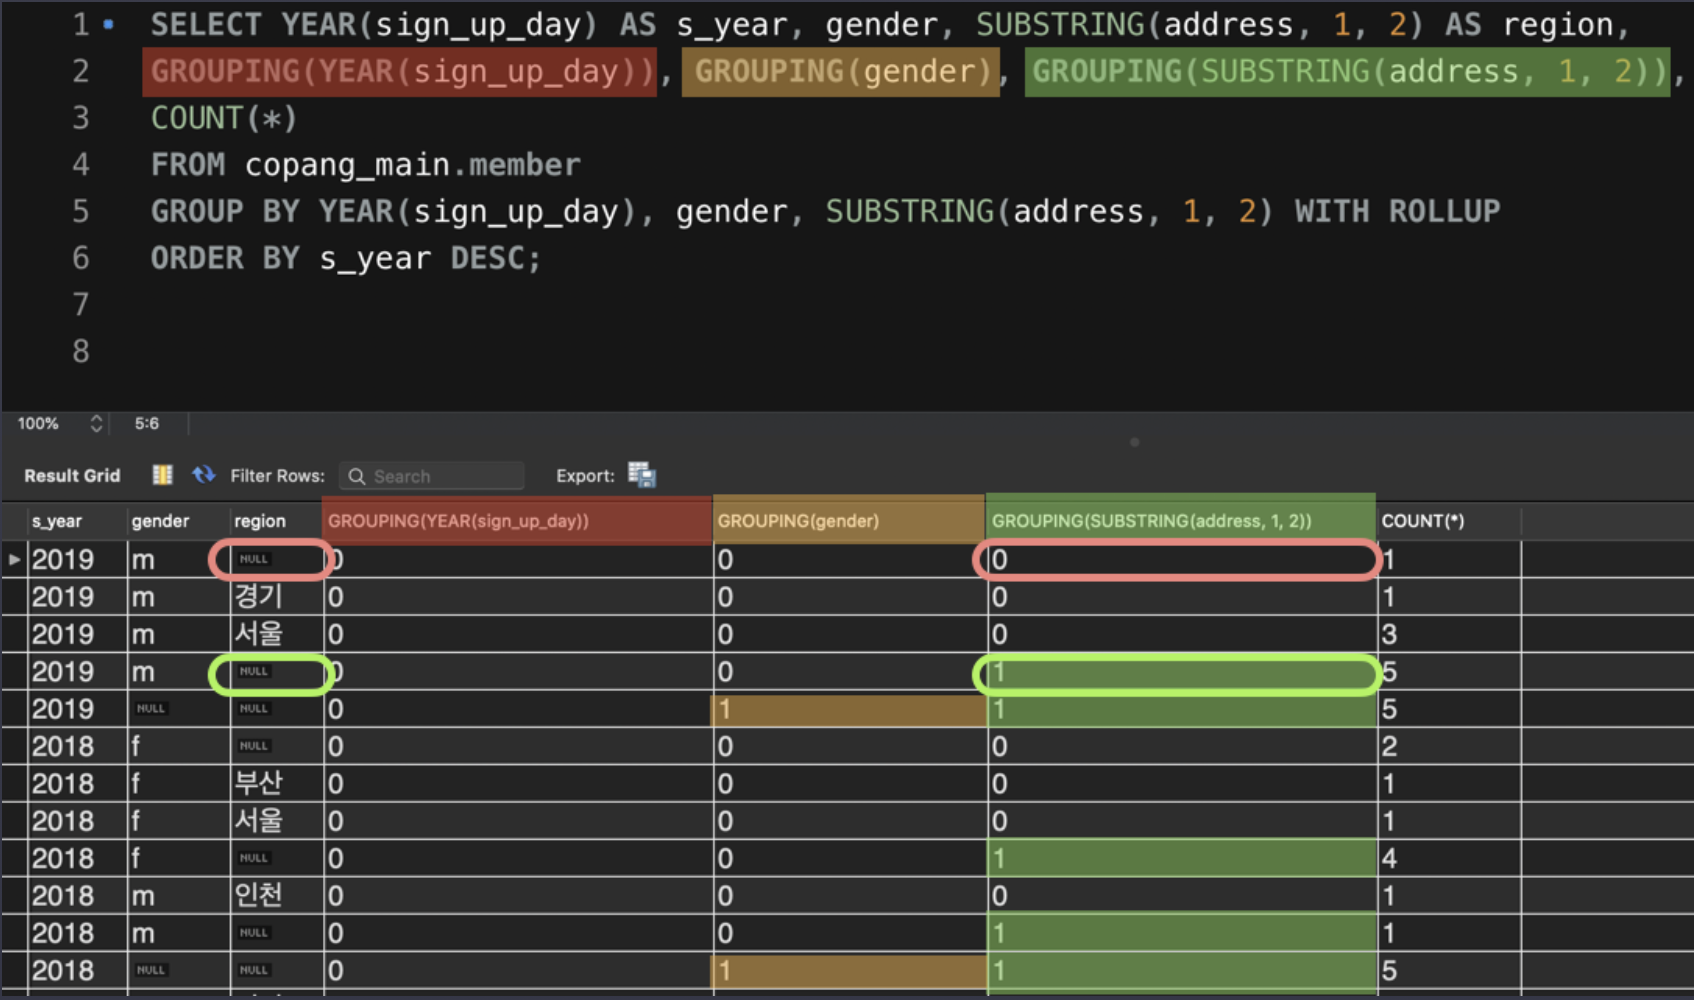 1 SELECT YEAR(sign_up_day) AS s_year, gender, SUBSTRING(address, 1, 2) AS region,
2 GROUPING(YEAR(sign_up_day)), GROUPING(gender), GROUPING(SUBSTRING(address, 1, 2)),
3 COUNT(*)
4 FROM copang_main.member
5 GROUP BY YEAR(sign_up_day), gender, SUBSTRING(address, 1, 2) WITH ROLLUP
6 ORDER BY s_year DESC;
7
8
100% 5:6
Result Grid Filter Rows: Search Export:
s_year gender region GROUPING(YEAR(sign_up_day)) GROUPING(gender) GROUPING(SUBSTRING(address, 1, 2)) COUNT(*)
2019 m NULL 0 0 0 1
2019 m 경기 0 0 0 1
2019 m 서울 0 0 0 3
2019 m NULL 0 0 1 5
2019 NULL NULL 0 1 1 5
2018 f NULL 0 0 0 2
2018 f 부산 0 0 0 1
2018 f 서울 0 0 0 1
2018 f NULL 0 0 1 4
2018 m 인천 0 0 0 1
2018 m NULL 0 0 1 1
2018 NULL NULL 0 1 1 5